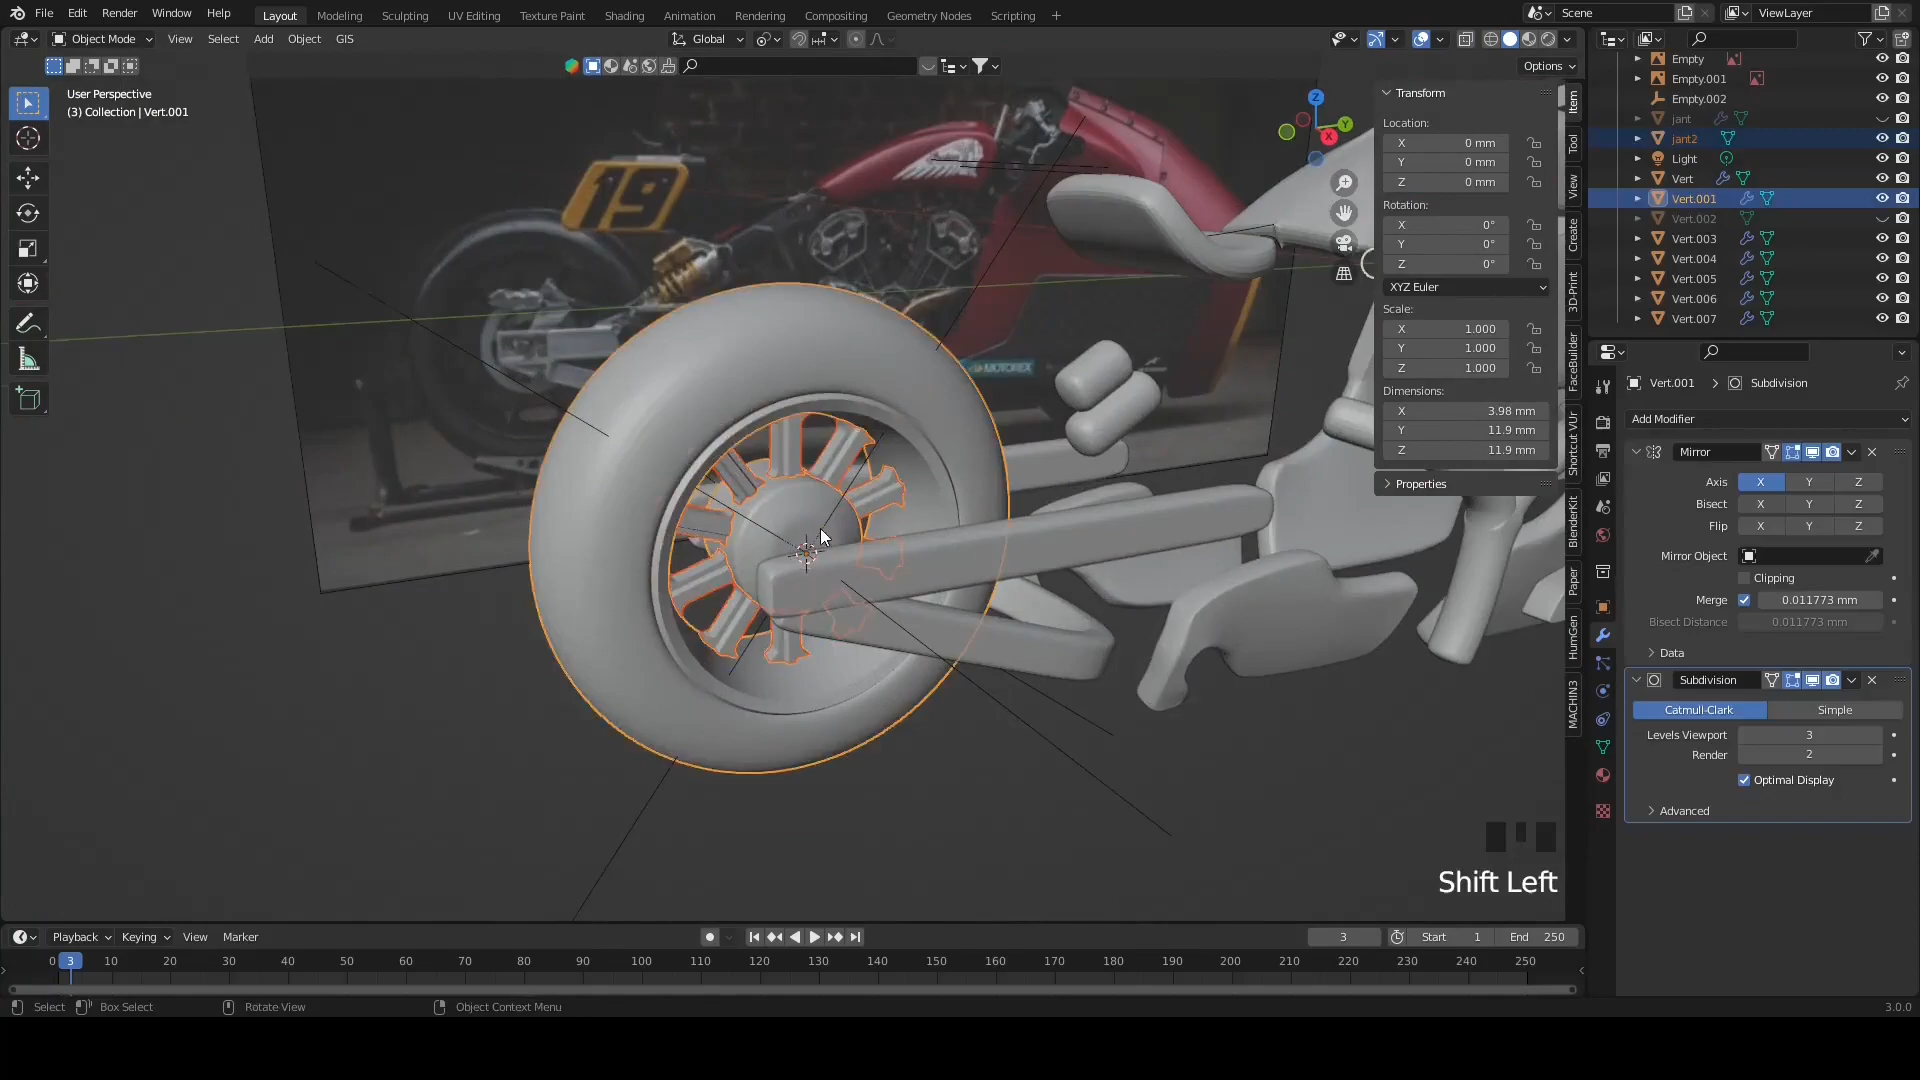 File Edit Render Window Help
Layout Modeling Sculpting UV Editing Texture Paint Shading Animation Rendering Compositing Geometry Nodes Scripting +
Scene
ViewLayer
Object Mode
View Select Add Object GIS
Global
Options
User Perspective
(3) Collection | Vert.001
19
MOTOREX
Z
Y
X
Transform
Location:
X 0 mm
Y 0 mm
Z 0 mm
Rotation:
X 0°
Y 0°
Z 0°
XYZ Euler
Scale:
X 1.000
Y 1.000
Z 1.000
Dimensions:
X 3.98 mm
Y 11.9 mm
Z 11.9 mm
Properties
Item
Tool
View
Create
3D-Print
FaceBuilder
Shortcut VUr
BlenderKit
Paper
HumGen
MACHIN3
Empty
Empty.001
Empty.002
jant
jant2
Light
Vert
Vert.001
Vert.002
Vert.003
Vert.004
Vert.005
Vert.006
Vert.007
Vert.001 > Subdivision
Add Modifier
Mirror
Axis X Y Z
Bisect X Y Z
Flip X Y Z
Mirror Object
Clipping
Merge 0.011773 mm
Bisect Distance 0.011773 mm
Data
Subdivision
Catmull-Clark Simple
Levels Viewport 3
Render 2
Optimal Display
Advanced
Shift Left
Playback Keying View Marker
3
Start 1 End 250
0 3 10 20 30 40 50 60 70 80 90 100 110 120 130 140 150 160 170 180 190 200 210 220 230 240 250
Select Box Select Rotate View Object Context Menu
3.0.0